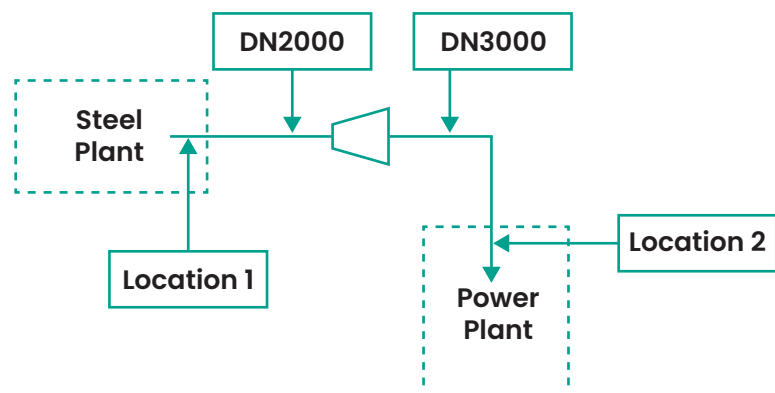 DN2000
DN3000
Steel
Plant
Location 1
Location 2
Power
Plant